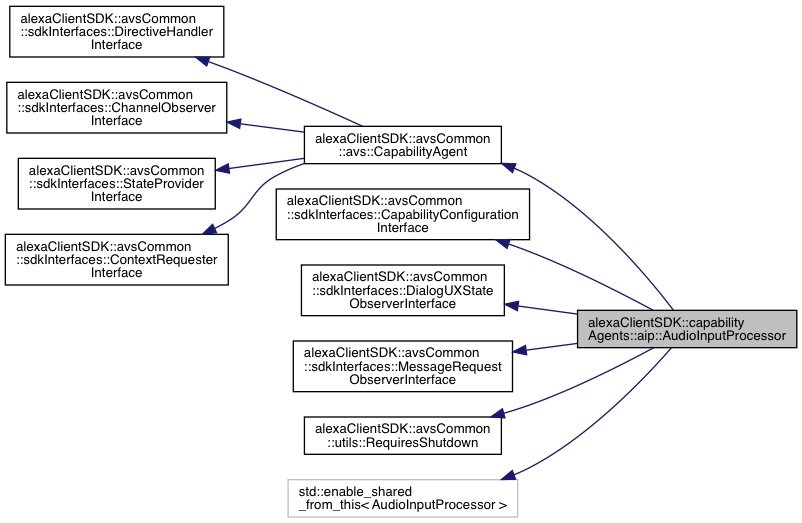 alexaClientSDK::avsCommon
::sdkInterfaces::DirectiveHandler
Interface
alexaClientSDK::avsCommon
::sdkInterfaces::ChannelObserver
Interface
alexaClientSDK::avsCommon
::sdkInterfaces::StateProvider
Interface
alexaClientSDK::avsCommon
::sdkInterfaces::ContextRequester
Interface
alexaClientSDK::avsCommon
::avs::CapabilityAgent
alexaClientSDK::avsCommon
::sdkInterfaces::CapabilityConfiguration
Interface
alexaClientSDK::avsCommon
::sdkInterfaces::DialogUXState
ObserverInterface
alexaClientSDK::avsCommon
::sdkInterfaces::MessageRequest
ObserverInterface
alexaClientSDK::avsCommon
::utils::RequiresShutdown
std::enable_shared
_from_this< AudioInputProcessor >
alexaClientSDK::capability
Agents::aip::AudioInputProcessor